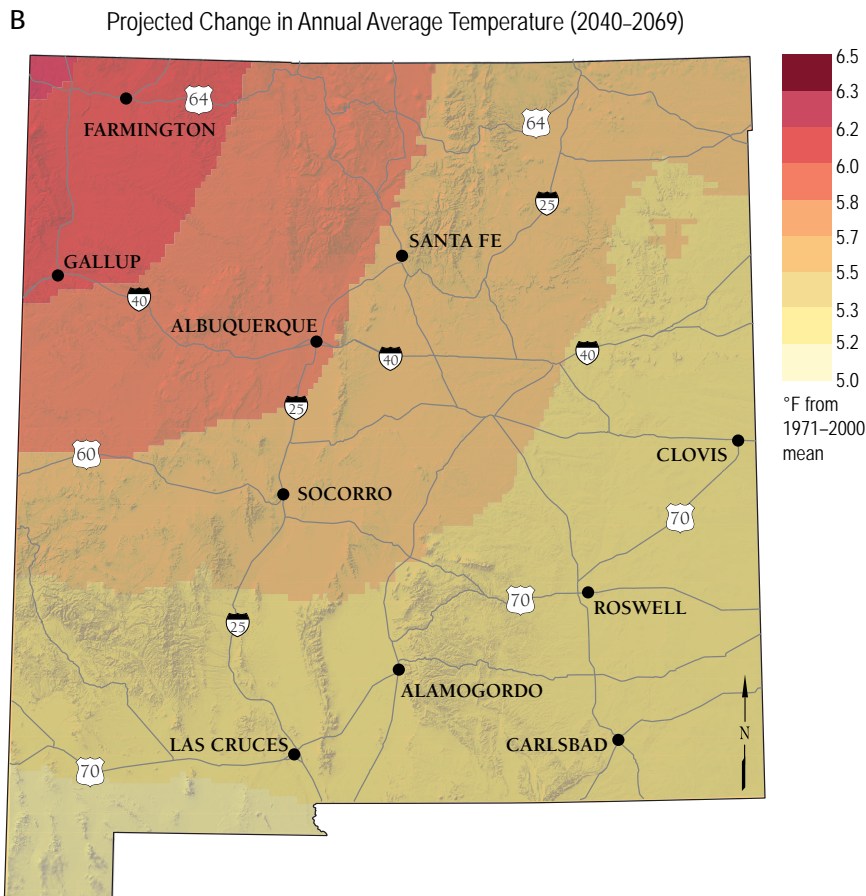 B
Projected Change in Annual Average Temperature (2040–2069)
6.5
6.3
6.2
6.0
5.8
5.7
5.5
5.3
5.2
5.0
°F from
1971–2000
mean
64
FARMINGTON
64
25
SANTA FE
GALLUP
40
ALBUQUERQUE
40
40
25
60
CLOVIS
SOCORRO
70
70
ROSWELL
25
ALAMOGORDO
N
LAS CRUCES
CARLSBAD
70